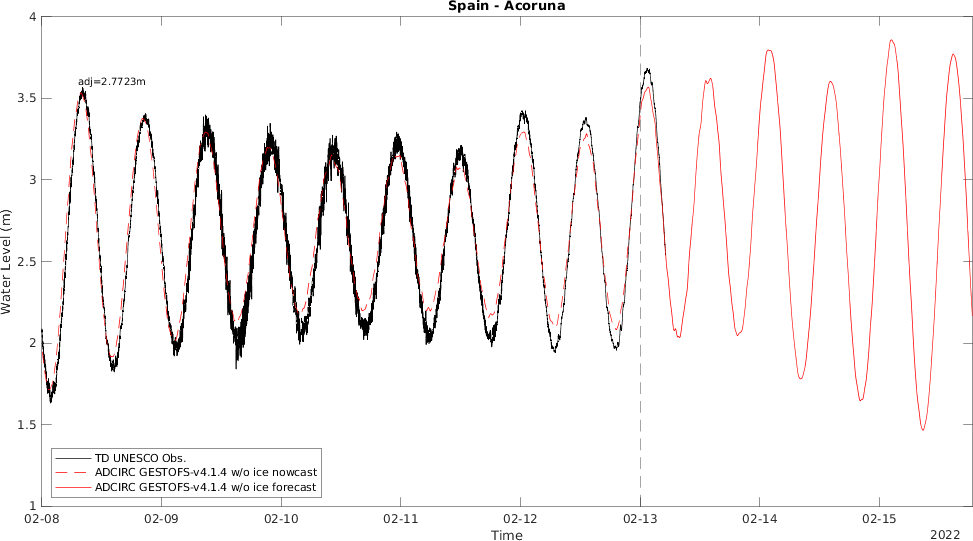 Spain - Acoruna
4
adj=2.7723m
3.5
3
Water Level (m)
2.5
2
1.5
TD UNESCO Obs.
ADCIRC GESTOFS-v4.1.4 w/o ice nowcast
ADCIRC GESTOFS-v4.1.4 w/o ice forecast
1
02-08 02-09 02-10 02-11 02-12 02-13 02-14 02-15
Time
2022